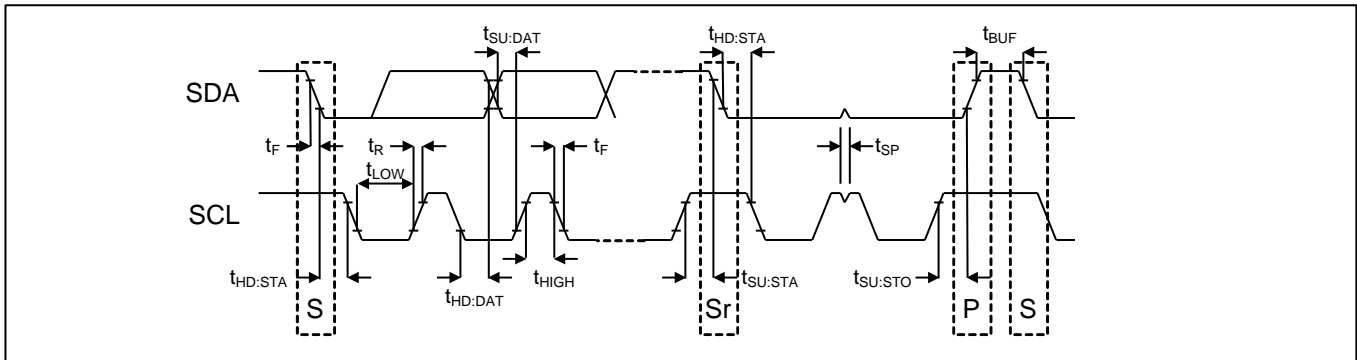 tSU:DAT
tHD:STA
tBUF
SDA
tF
tR
tF
tSP
tLOW
SCL
tHD:STA
tHD:DAT
tHIGH
tSU:STA
tSU:STO
S
Sr
P
S